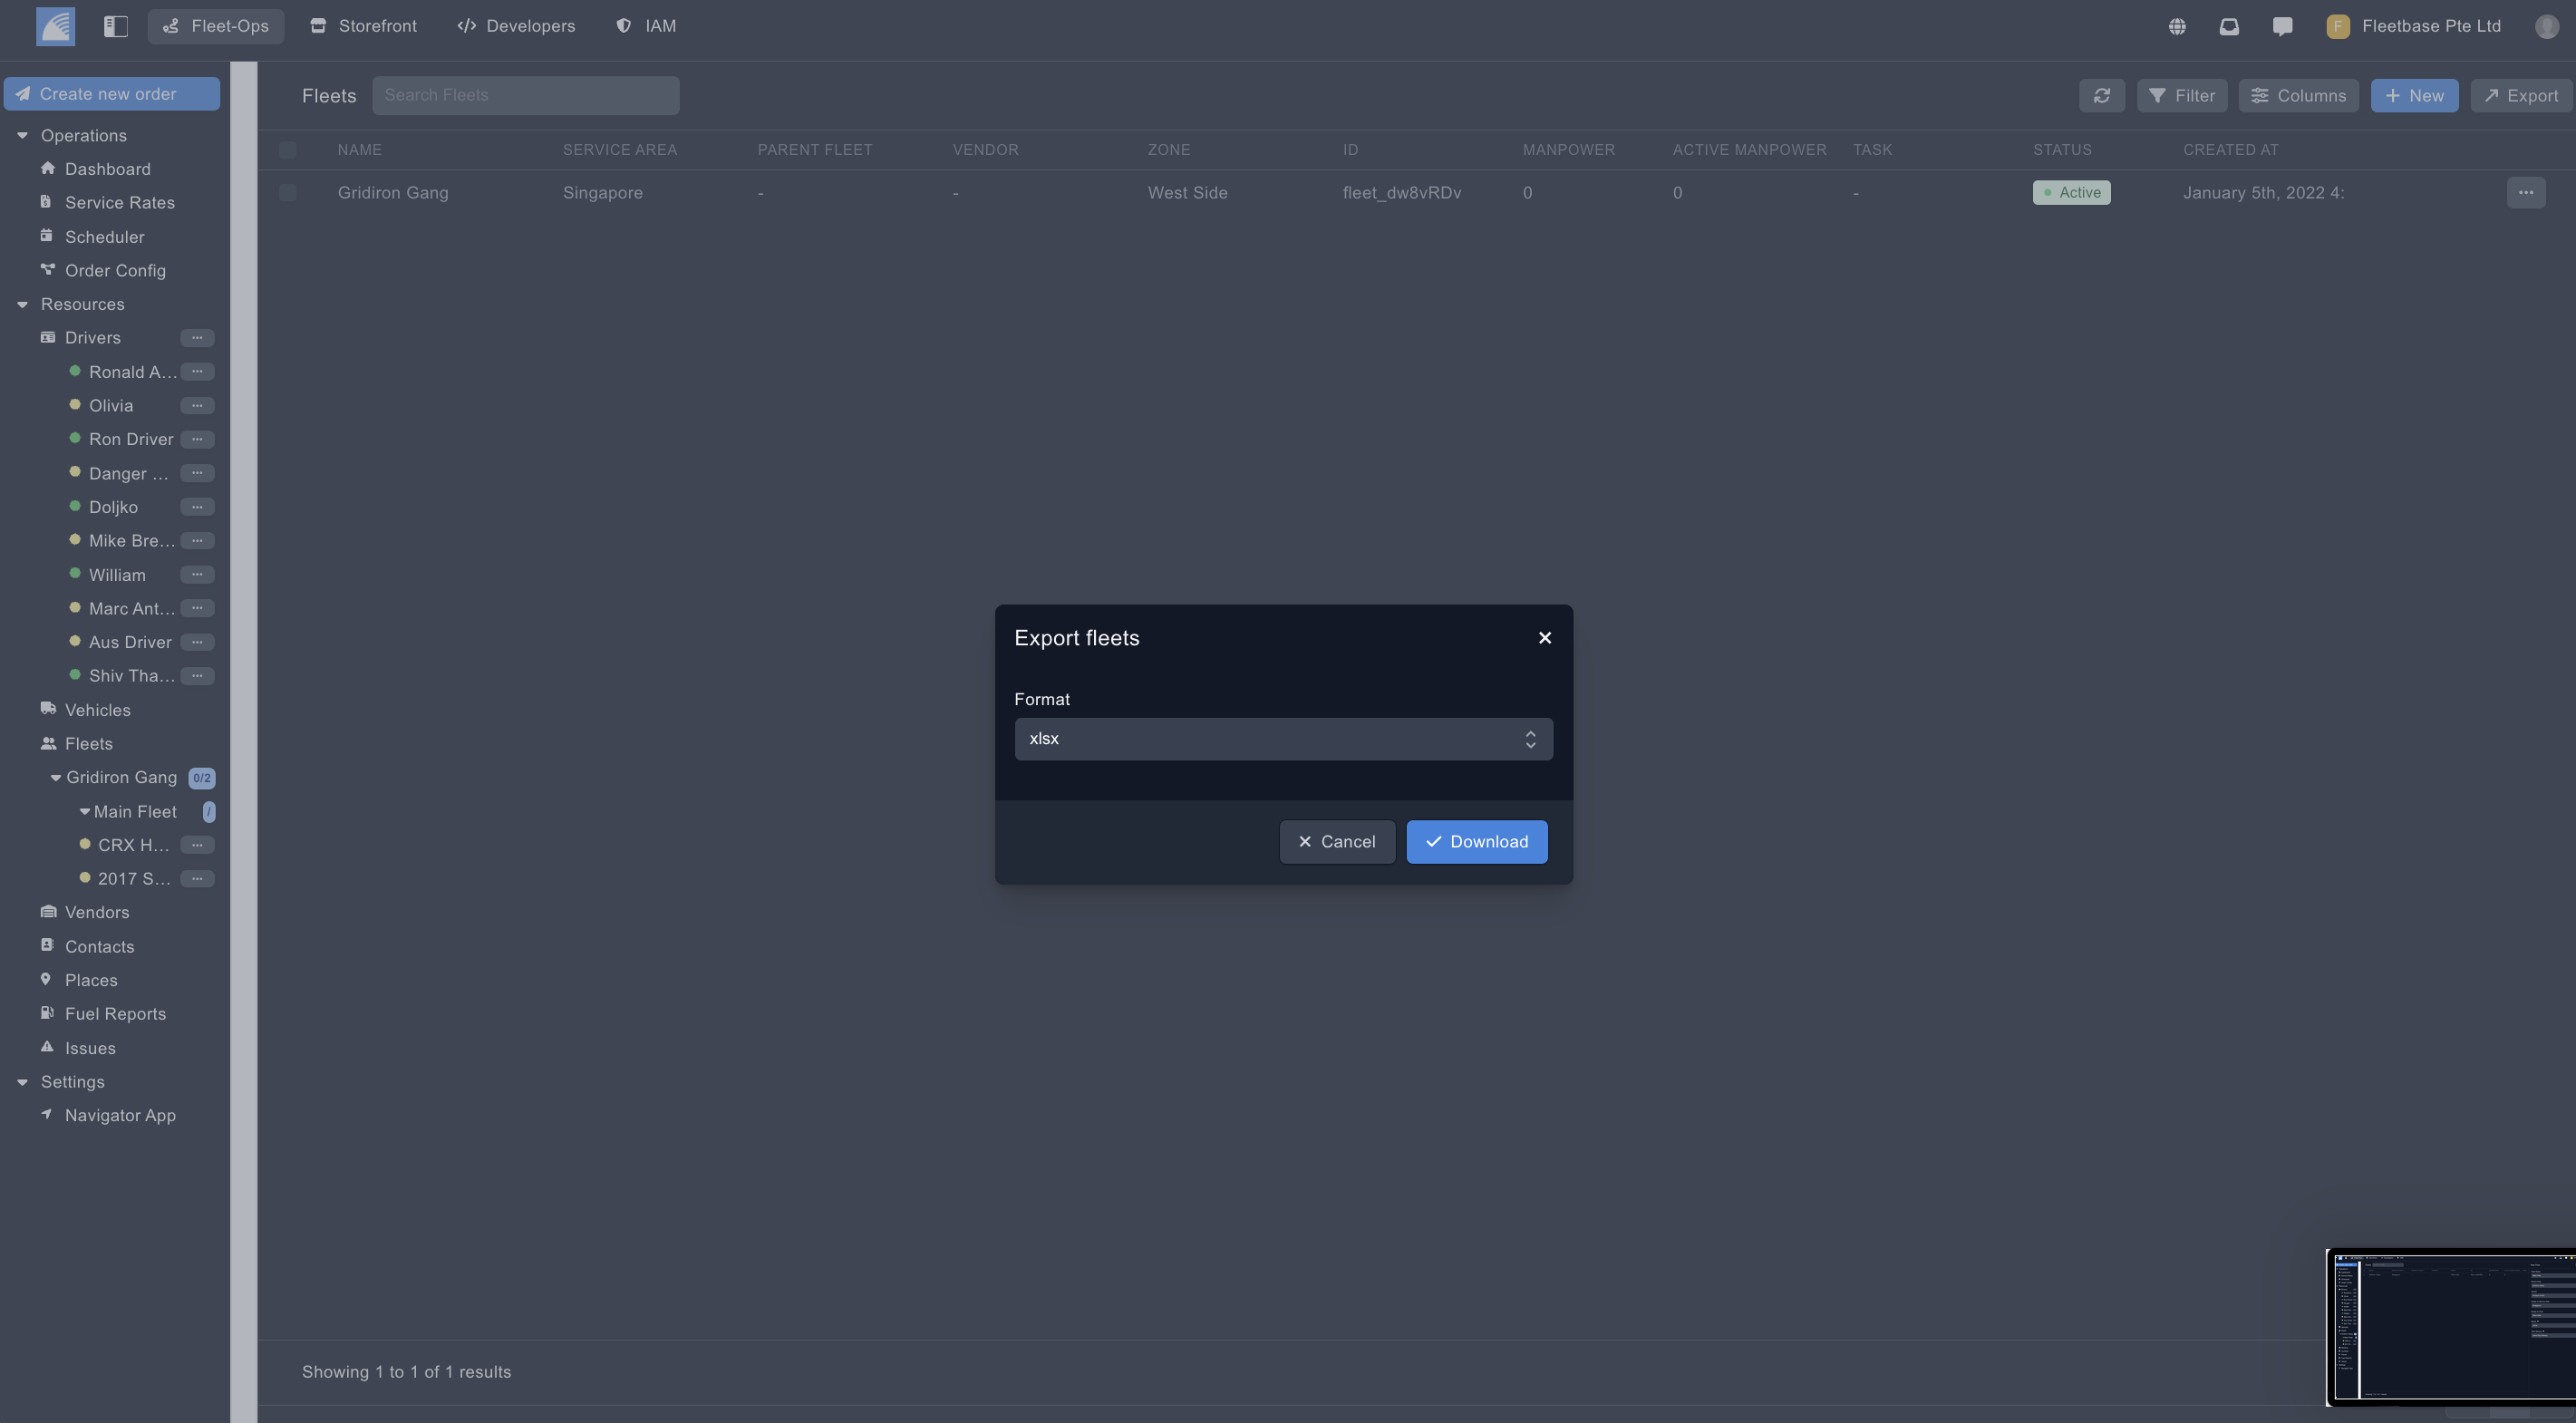 Fleet-Ops Storefront Developers IAM F Fleetbase Pte Ltd
Create new order
Operations
Dashboard
Service Rates
Scheduler
Order Config
Resources
Drivers
Ronald A...
Olivia
Ron Driver
Danger ...
Doljko
Mike Bre...
William
Marc Ant...
Aus Driver
Shiv Tha...
Vehicles
Fleets
Gridiron Gang 0/2
Main Fleet /
CRX H...
2017 S...
Vendors
Contacts
Places
Fuel Reports
Issues
Settings
Navigator App
Fleets Search Fleets Filter Columns New Export
NAME SERVICE AREA PARENT FLEET VENDOR ZONE ID MANPOWER ACTIVE MANPOWER TASK STATUS CREATED AT
Gridiron Gang Singapore - - West Side fleet_dw8vRDv 0 0 - Active January 5th, 2022 4:
Export fleets
Format
xlsx
Cancel Download
Showing 1 to 1 of 1 results